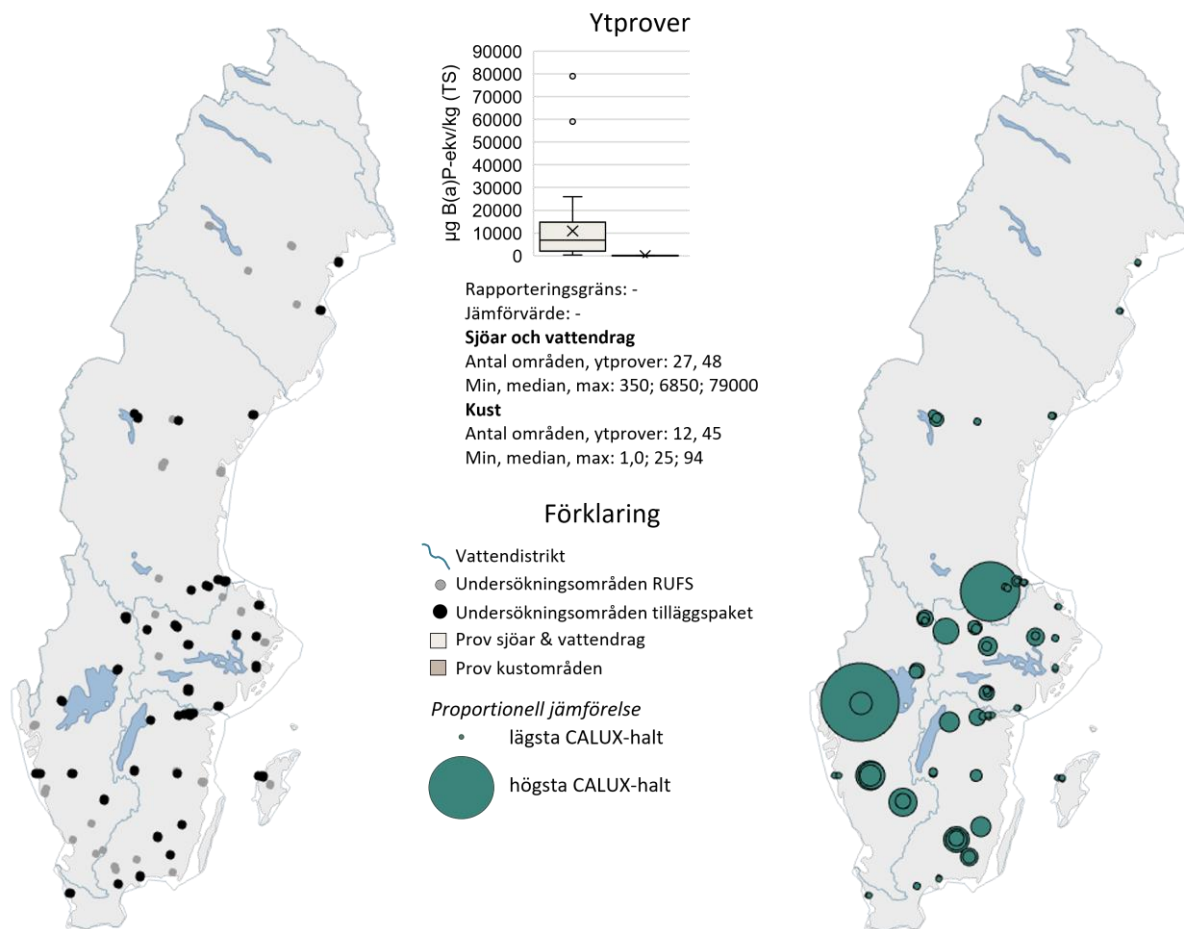 Ytprover
µg B(a)P-ekv/kg (TS)
90000
80000
70000
60000
50000
40000
30000
20000
10000
0
Rapporteringsgräns: -
Jämförvärde: -
Sjöar och vattendrag
Antal områden, ytprover: 27, 48
Min, median, max: 350; 6850; 79000
Kust
Antal områden, ytprover: 12, 45
Min, median, max: 1,0; 25; 94
Förklaring
Vattendistrikt
Undersökningsområden RUFS
Undersökningsområden tilläggspaket
Prov sjöar & vattendrag
Prov kustområden
Proportionell jämförelse
lägsta CALUX-halt
högsta CALUX-halt